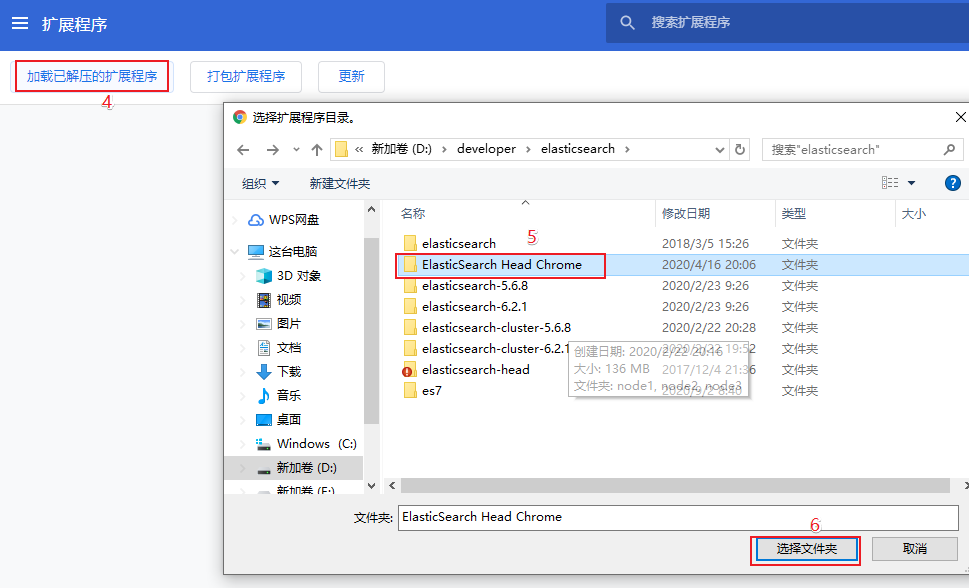 扩展程序
搜索扩展程序
加载已解压的扩展程序 打包扩展程序 更新
4
选择扩展程序目录。
« 新加卷 (D:) › developer › elasticsearch ›
搜索"elasticsearch"
组织 新建文件夹
名称 修改日期 类型 大小
WPS网盘
这台电脑
3D 对象
视频
图片
文档
下载
音乐
桌面
Windows (C:)
新加卷 (D:)
新加卷 (E:)
5
elasticsearch 2018/3/5 15:26 文件夹
ElasticSearch Head Chrome 2020/4/16 20:06 文件夹
elasticsearch-5.6.8 2020/2/23 9:26 文件夹
elasticsearch-6.2.1 2020/2/23 9:26 文件夹
elasticsearch-cluster-5.6.8 2020/2/22 20:28 文件夹
elasticsearch-cluster-6.2.1 2020/2/22 19:52 文件夹
elasticsearch-head 2017/12/4 21:36 文件夹
es7 2020/9/2 8:40 文件夹
创建日期: 2020/2/22 20:16
大小: 136 MB
文件夹: node1, node2, node3
文件夹: ElasticSearch Head Chrome
6
选择文件夹 取消